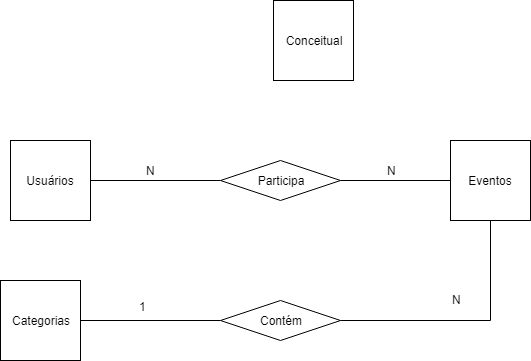 Conceitual
N
N
Usuários
Participa
Eventos
N
1
Categorias
Contém